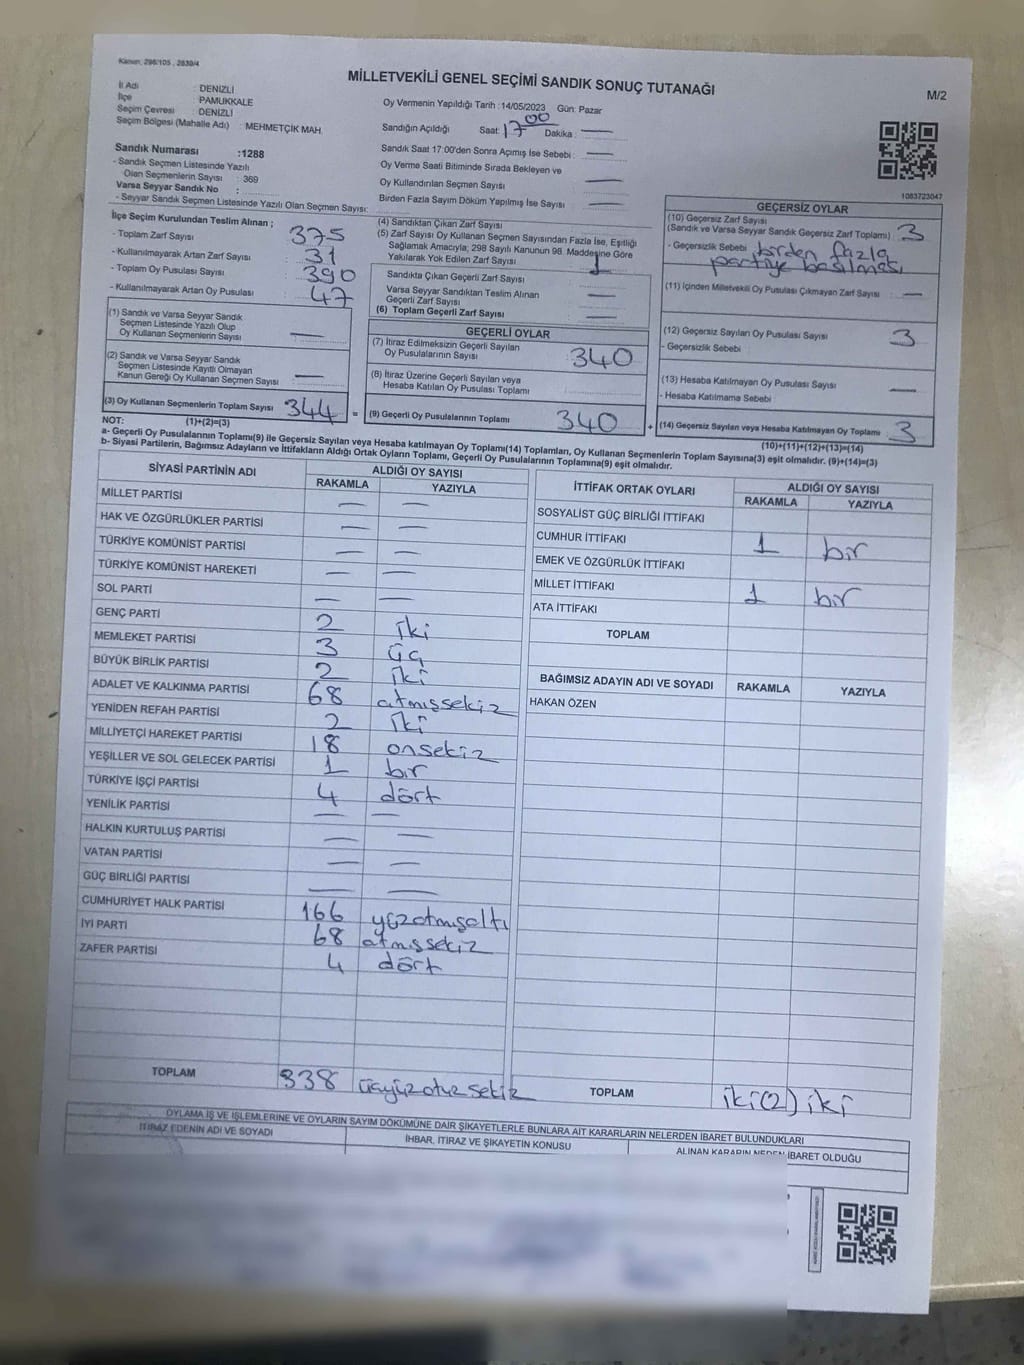 Kanun, 298/105 , 2839/4
MİLLETVEKİLİ GENEL SEÇİMİ SANDIK SONUÇ TUTANAĞI
M/2
İl Adı : DENİZLİ
İlçe : PAMUKKALE
Seçim Çevresi : DENİZLİ
Seçim Bölgesi (Mahalle Adı) : MEHMETÇİK MAH.
Sandık Numarası :1288
- Sandık Seçmen Listesinde Yazılı
Olan Seçmenlerin Sayısı : 369
Varsa Seyyar Sandık No :
- Seyyar Sandık Seçmen Listesinde Yazılı Olan Seçmen Sayısı:
Oy Vermenin Yapıldığı Tarih :14/05/2023 Gün: Pazar
Sandığın Açıldığı Saat: 17 00 Dakika : —
Sandık Saat 17:00'den Sonra Açımış İse Sebebi : —
Oy Verme Saati Bitiminde Sırada Bekleyen ve
Oy Kullandırılan Seçmen Sayısı : —
Birden Fazla Sayım Döküm Yapılmış İse Sayısı : —
1083723047
İlçe Seçim Kurulundan Teslim Alınan ;
- Toplam Zarf Sayısı : 375
- Kullanılmayarak Artan Zarf Sayısı : 31
- Toplam Oy Pusulası Sayısı : 390
- Kullanılmayarak Artan Oy Pusulası : 47
(1) Sandık ve Varsa Seyyar Sandık
Seçmen Listesinde Yazılı Olup
Oy Kullanan Seçmenlerin Sayısı —
(2) Sandık ve Varsa Seyyar Sandık
Seçmen Listesinde Kayıtlı Olmayan
Kanun Gereği Oy Kullanan Seçmen Sayısı —
(3) Oy Kullanan Seçmenlerin Toplam Sayısı 344
(1)+(2)=(3)
(4) Sandıktan Çıkan Zarf Sayısı
(5) Zarf Sayısı Oy Kullanan Seçmen Sayısından Fazla İse, Eşitliği
Sağlamak Amacıyla, 298 Sayılı Kanunun 98. Maddesine Göre
Yakılarak Yok Edilen Zarf Sayısı 1
Sandıkta Çıkan Geçerli Zarf Sayısı —
Varsa Seyyar Sandıktan Teslim Alınan
Geçerli Zarf Sayısı —
(6) Toplam Geçerli Zarf Sayısı —
GEÇERLİ OYLAR
(7) İtiraz Edilmeksizin Geçerli Sayılan
Oy Pusulalarının Sayısı : 340
(8) İtiraz Üzerine Geçerli Sayılan veya
Hesaba Katılan Oy Pusulası Toplamı
= (9) Geçerli Oy Pusulalarının Toplamı 340
GEÇERSİZ OYLAR
(10) Geçersiz Zarf Sayısı
(Sandık ve Varsa Seyyar Sandık Geçersiz Zarf Toplamı) 3
- Geçersizlik Sebebi birden fazla
partiye basılması
(11) İçinden Milletvekili Oy Pusulası Çıkmayan Zarf Sayısı —
(12) Geçersiz Sayılan Oy Pusulası Sayısı 3
- Geçersizlik Sebebi :
(13) Hesaba Katılmayan Oy Pusulası Sayısı —
- Hesaba Katılmama Sebebi
+ (14) Geçersiz Sayılan veya Hesaba Katılmayan Oy Toplamı 3
(10)+(11)+(12)+(13)=(14)
NOT:
a- Geçerli Oy Pusulalarının Toplamı(9) ile Geçersiz Sayılan veya Hesaba katılmayan Oy Toplamı(14) Toplamları, Oy Kullanan Seçmenlerin Toplam Sayısına(3) eşit olmalıdır. (9)+(14)=(3)
b- Siyasi Partilerin, Bağımsız Adayların ve İttifakların Aldığı Ortak Oyların Toplamı, Geçerli Oy Pusulalarının Toplamına(9) eşit olmalıdır.
SİYASİ PARTİNİN ADI ALDIĞI OY SAYISI
RAKAMLA YAZIYLA
MİLLET PARTİSİ — —
HAK VE ÖZGÜRLÜKLER PARTİSİ — —
TÜRKİYE KOMÜNİST PARTİSİ — —
TÜRKİYE KOMÜNİST HAREKETİ — —
SOL PARTİ — —
GENÇ PARTİ 2 iki
MEMLEKET PARTİSİ 3 üç
BÜYÜK BİRLİK PARTİSİ 2 iki
ADALET VE KALKINMA PARTİSİ 68 atmışsekiz
YENİDEN REFAH PARTİSİ 2 iki
MİLLİYETÇİ HAREKET PARTİSİ 18 onsekiz
YEŞİLLER VE SOL GELECEK PARTİSİ 1 bir
TÜRKİYE İŞÇİ PARTİSİ 4 dört
YENİLİK PARTİSİ — —
HALKIN KURTULUŞ PARTİSİ — —
VATAN PARTİSİ — —
GÜÇ BİRLİĞİ PARTİSİ — —
CUMHURİYET HALK PARTİSİ 166 yüzatmışaltı
İYİ PARTİ 68 atmışsekiz
ZAFER PARTİSİ 4 dört
TOPLAM 338 üçyüzotuzsekiz
İTTİFAK ORTAK OYLARI ALDIĞI OY SAYISI
RAKAMLA YAZIYLA
SOSYALİST GÜÇ BİRLİĞİ İTTİFAKI
CUMHUR İTTİFAKI 1 bir
EMEK VE ÖZGÜRLÜK İTTİFAKI
MİLLET İTTİFAKI 1 bir
ATA İTTİFAKI
TOPLAM
BAĞIMSIZ ADAYIN ADI VE SOYADI RAKAMLA YAZIYLA
HAKAN ÖZEN
TOPLAM iki(2) iki
OYLAMA İŞ VE İŞLEMLERİNE VE OYLARIN SAYIM DÖKÜMÜNE DAİR ŞİKAYETLERLE BUNLARA AİT KARARLARIN NELERDEN İBARET BULUNDUKLARI
İTİRAZ EDENİN ADI VE SOYADI İHBAR, İTİRAZ VE ŞİKAYETİN KONUSU ALINAN KARARIN NEDEN İBARET OLDUĞU